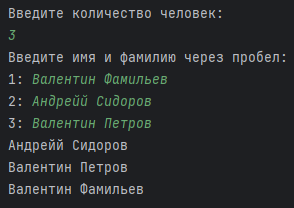 Введите количество человек:
3
Введите имя и фамилию через пробел:
1: Валентин Фамильев
2: Андрейй Сидоров
3: Валентин Петров
Андрейй Сидоров
Валентин Петров
Валентин Фамильев